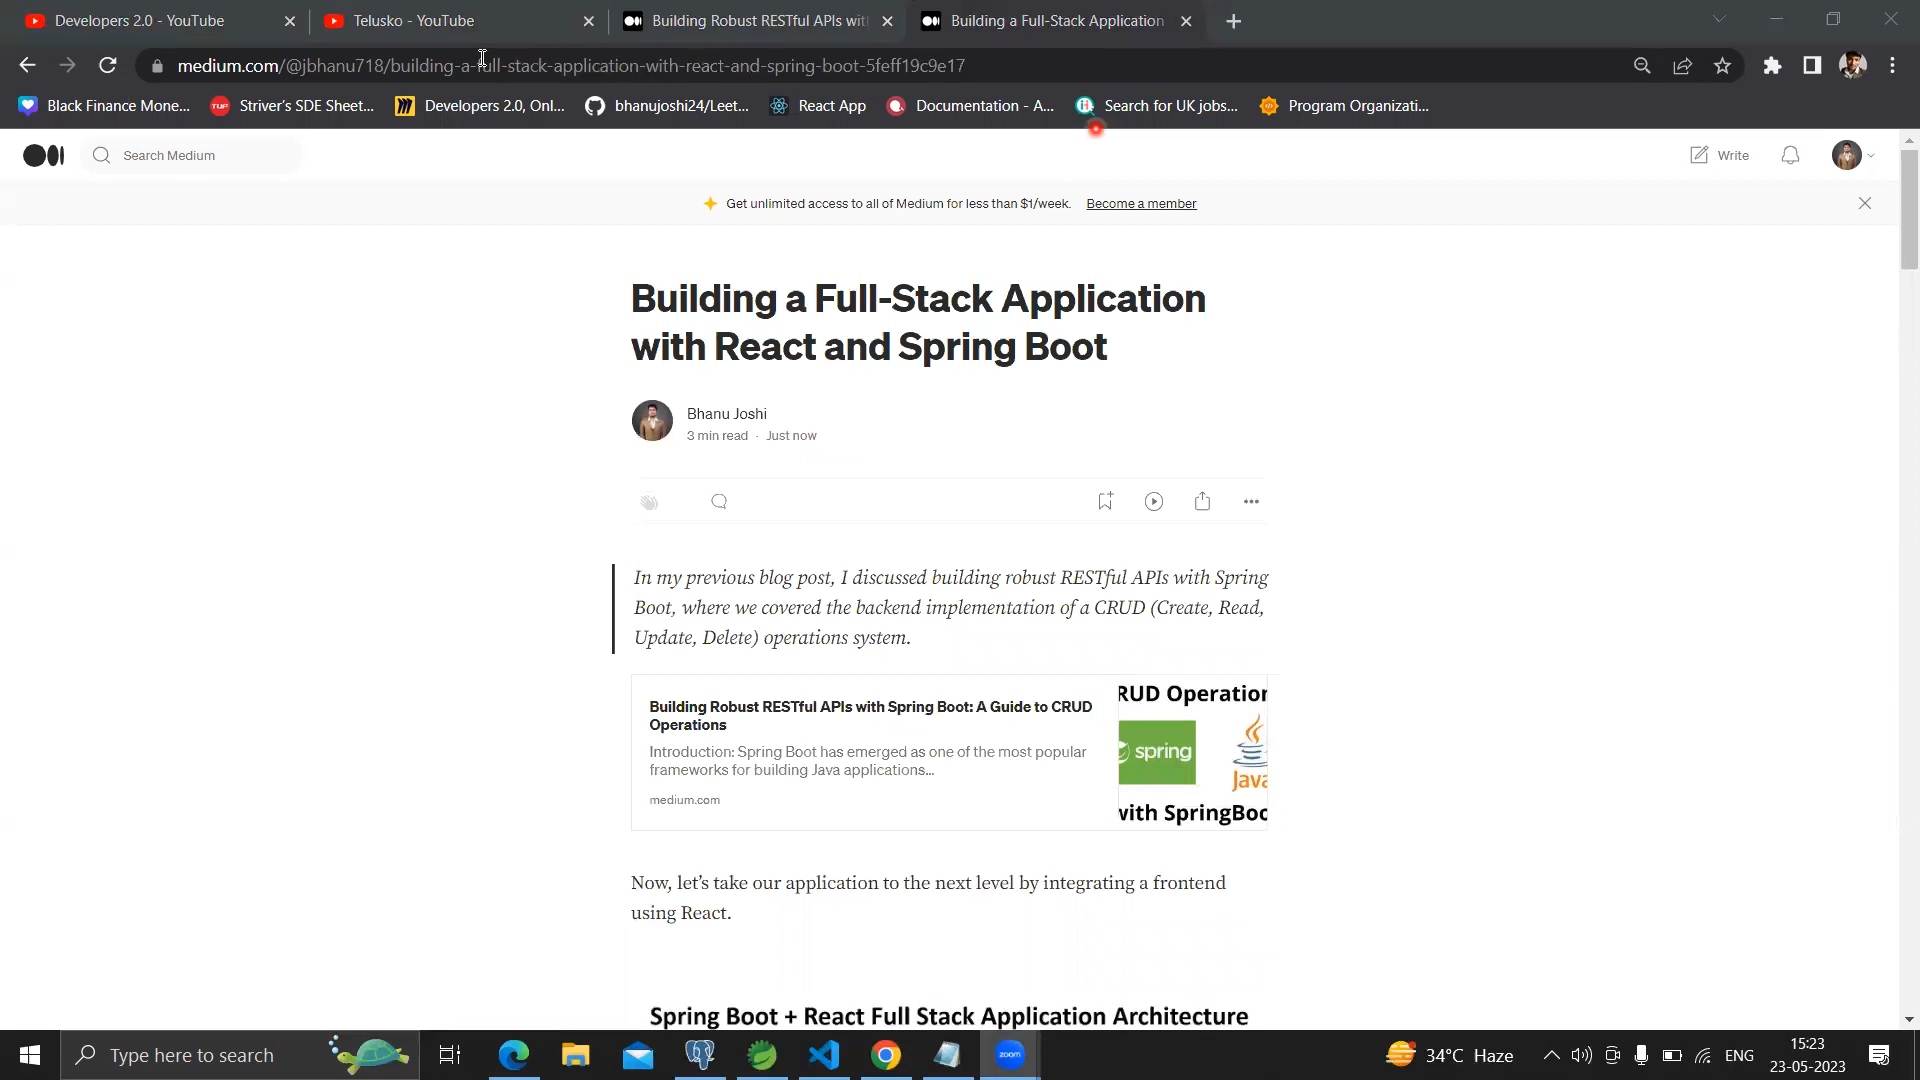 Developers 2.0 - YouTube
Telusko - YouTube
Building Robust RESTful APIs wit
Building a Full-Stack Application
medium.com/@jbhanu718/building-a-full-stack-application-with-react-and-spring-boot-5feff19c9e17
Black Finance Mone...
Striver's SDE Sheet...
Developers 2.0, Onl...
bhanujoshi24/Leet...
React App
Documentation - A...
Search for UK jobs...
Program Organizati...
Search Medium
Write
Get unlimited access to all of Medium for less than $1/week. Become a member
Building a Full-Stack Application
with React and Spring Boot
Bhanu Joshi
3 min read · Just now
In my previous blog post, I discussed building robust RESTful APIs with Spring
Boot, where we covered the backend implementation of a CRUD (Create, Read,
Update, Delete) operations system.
Building Robust RESTful APIs with Spring Boot: A Guide to CRUD
Operations
Introduction: Spring Boot has emerged as one of the most popular
frameworks for building Java applications...
medium.com
RUD Operation
spring
Java
with SpringBoo
Now, let's take our application to the next level by integrating a frontend
using React.
Spring Boot + React Full Stack Application Architecture
Type here to search
zoom
34°C Haze
ENG
15:23
23-05-2023